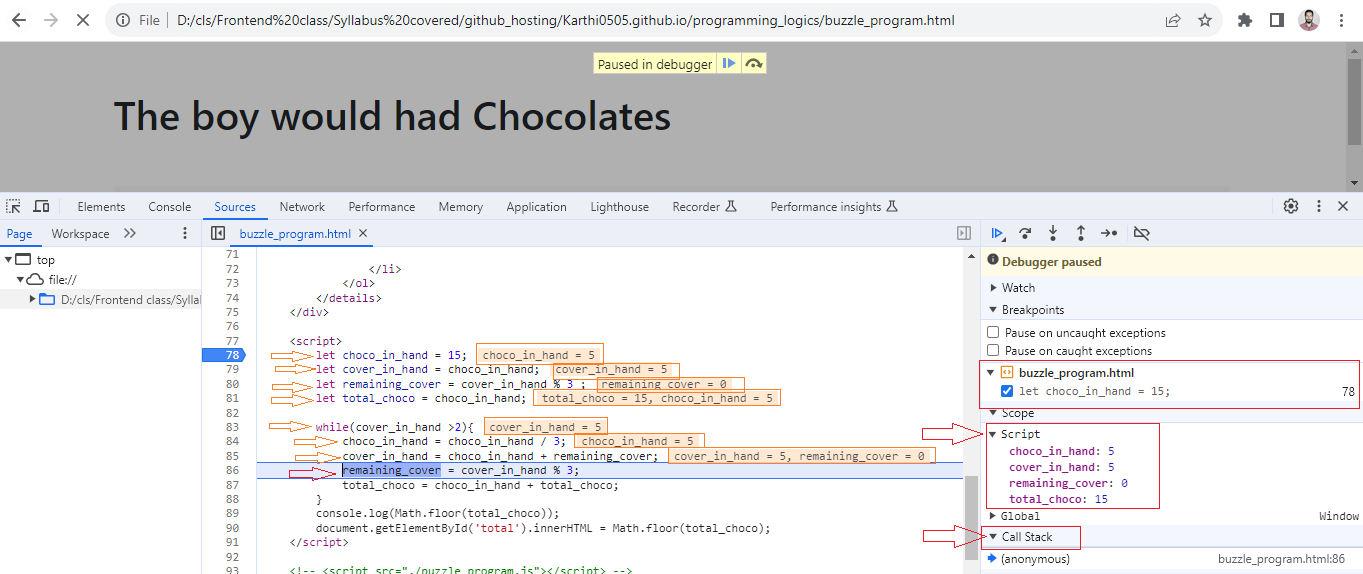 File | D:/cls/Frontend%20class/Syllabus%20covered/github_hosting/Karthi0505.github.io/programming_logics/buzzle_program.html
Paused in debugger
The boy would had Chocolates
Elements Console Sources Network Performance Memory Application Lighthouse Recorder Performance insights
Page Workspace
buzzle_program.html
top
file://
D:/cls/Frontend class/Sylla
71
72 </li>
73 </ol>
74 </details>
75 </div>
76
77 <script>
78 let choco_in_hand = 15; choco_in_hand = 5
79 let cover_in_hand = choco_in_hand; cover_in_hand = 5
80 let remaining_cover = cover_in_hand % 3 ; remaining_cover = 0
81 let total_choco = choco_in_hand; total_choco = 15, choco_in_hand = 5
82
83 while(cover_in_hand >2){ cover_in_hand = 5
84 choco_in_hand = choco_in_hand / 3; choco_in_hand = 5
85 cover_in_hand = choco_in_hand + remaining_cover; cover_in_hand = 5, remaining_cover = 0
86 remaining_cover = cover_in_hand % 3;
87 total_choco = choco_in_hand + total_choco;
88 }
89 console.log(Math.floor(total_choco));
90 document.getElementById('total').innerHTML = Math.floor(total_choco);
91 </script>
92
93 <!-- <script src="./puzzle_program.js"></script> -->
Debugger paused
Watch
Breakpoints
Pause on uncaught exceptions
Pause on caught exceptions
buzzle_program.html
let choco_in_hand = 15; 78
Scope
Script
choco_in_hand: 5
cover_in_hand: 5
remaining_cover: 0
total_choco: 15
Global Window
Call Stack
(anonymous) buzzle_program.html:86